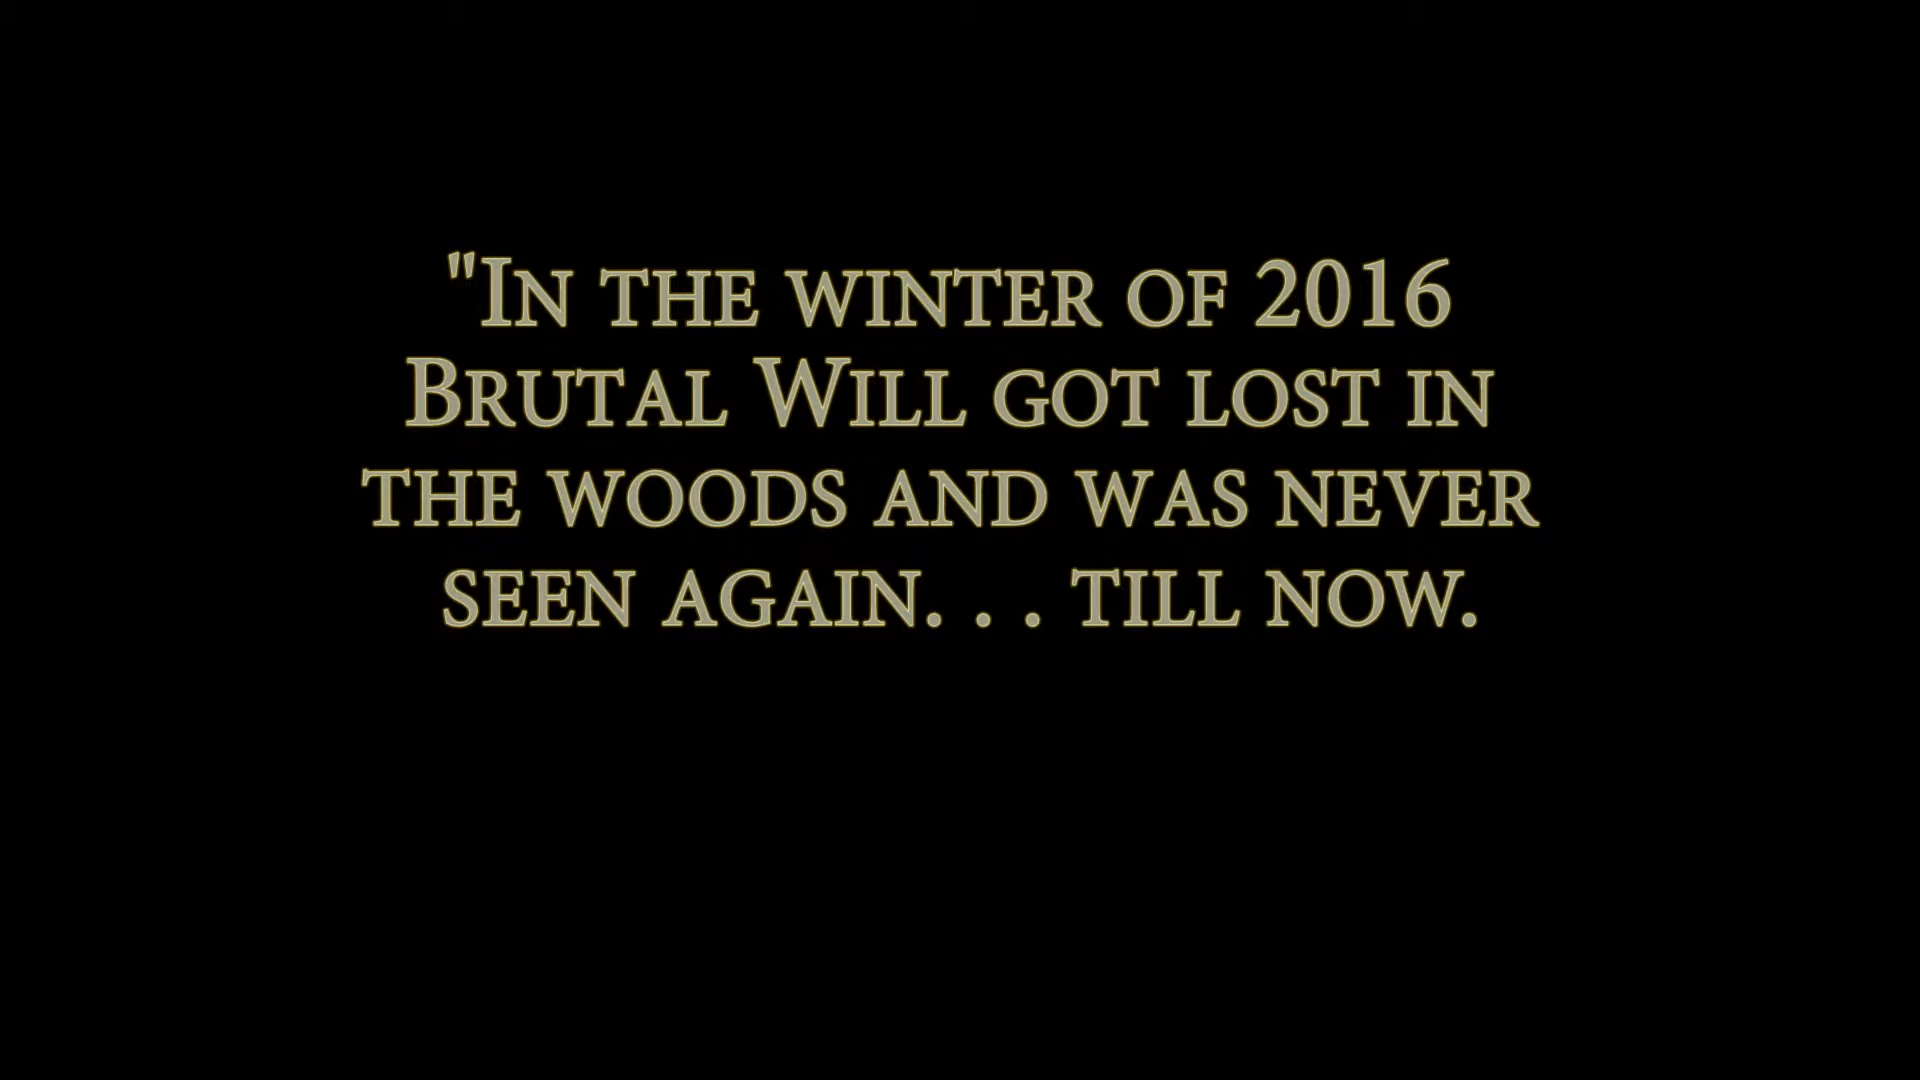 "In the winter of 2016
Brutal Will got lost in
the woods and was never
seen again. . . till now.